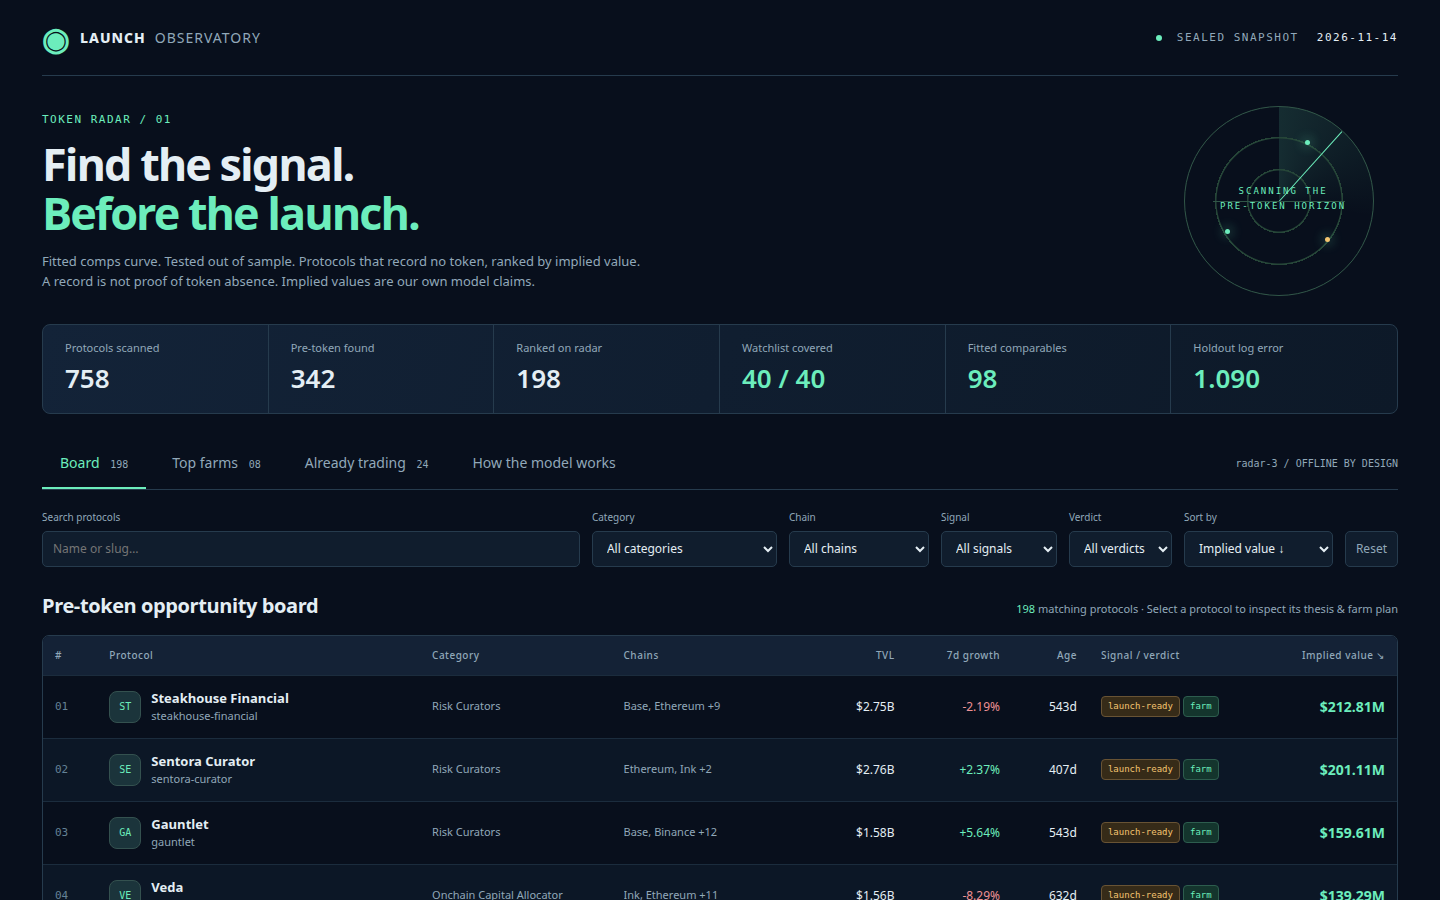 LAUNCH OBSERVATORY
SEALED SNAPSHOT 2026-11-14
TOKEN RADAR / 01
Find the signal.
Before the launch.
Fitted comps curve. Tested out of sample. Protocols that record no token, ranked by implied value.
A record is not proof of token absence. Implied values are our own model claims.
SCANNING THE
PRE-TOKEN HORIZON
Protocols scanned
758
Pre-token found
342
Ranked on radar
198
Watchlist covered
40 / 40
Fitted comparables
98
Holdout log error
1.090
Board 198 Top farms 08 Already trading 24 How the model works
radar-3 / OFFLINE BY DESIGN
Search protocols Category Chain Signal Verdict Sort by
Name or slug... All categories All chains All signals All verdicts Implied value ↓ Reset
Pre-token opportunity board
198 matching protocols · Select a protocol to inspect its thesis & farm plan
# Protocol Category Chains TVL 7d growth Age Signal / verdict Implied value ↘
01 ST Steakhouse Financial Risk Curators Base, Ethereum +9 $2.75B -2.19% 543d launch-ready farm $212.81M
steakhouse-financial
02 SE Sentora Curator Risk Curators Ethereum, Ink +2 $2.76B +2.37% 407d launch-ready farm $201.11M
sentora-curator
03 GA Gauntlet Risk Curators Base, Binance +12 $1.58B +5.64% 543d launch-ready farm $159.61M
gauntlet
04 VE Veda Onchain Capital Allocator Ink, Ethereum +11 $1.56B -8.29% 632d launch-ready farm $139.29M